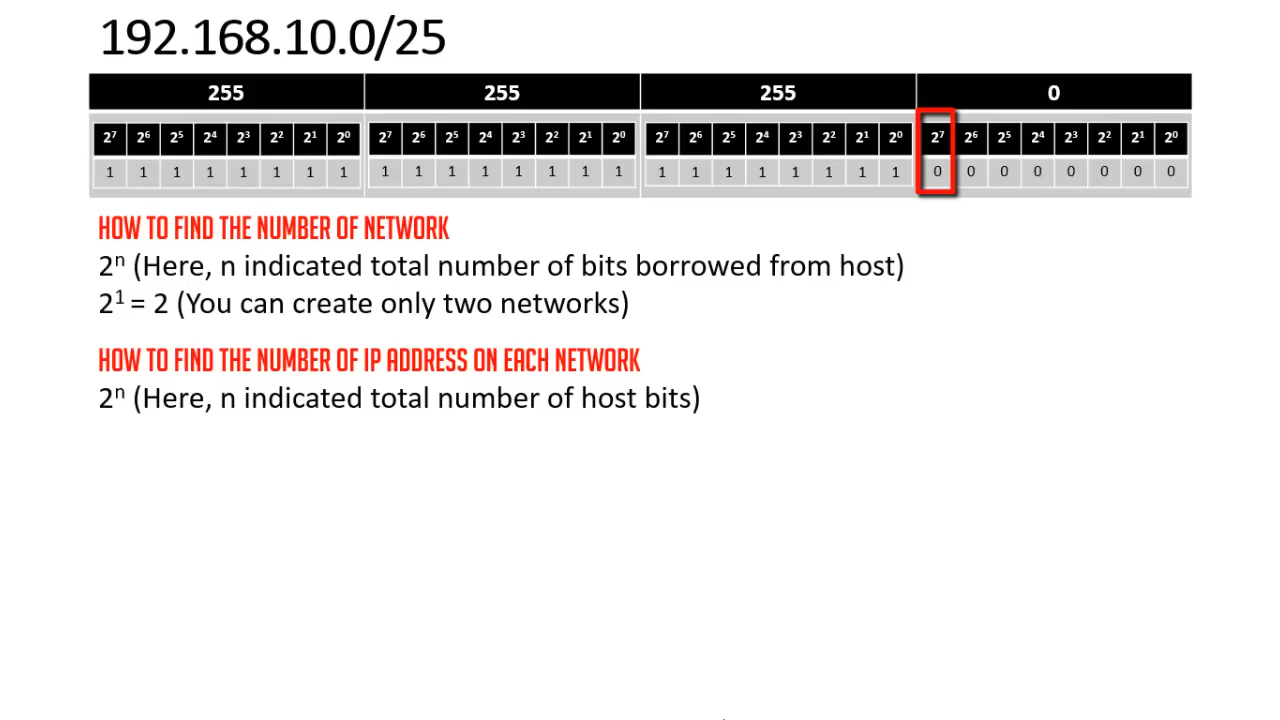 192.168.10.0/25
255 255 255 0
2⁷ 2⁶ 2⁵ 2⁴ 2³ 2² 2¹ 2⁰ 2⁷ 2⁶ 2⁵ 2⁴ 2³ 2² 2¹ 2⁰ 2⁷ 2⁶ 2⁵ 2⁴ 2³ 2² 2¹ 2⁰ 2⁷ 2⁶ 2⁵ 2⁴ 2³ 2² 2¹ 2⁰
1 1 1 1 1 1 1 1 1 1 1 1 1 1 1 1 1 1 1 1 1 1 1 1 0 0 0 0 0 0 0 0
HOW TO FIND THE NUMBER OF NETWORK
2ⁿ (Here, n indicated total number of bits borrowed from host)
2¹ = 2 (You can create only two networks)
HOW TO FIND THE NUMBER OF IP ADDRESS ON EACH NETWORK
2ⁿ (Here, n indicated total number of host bits)